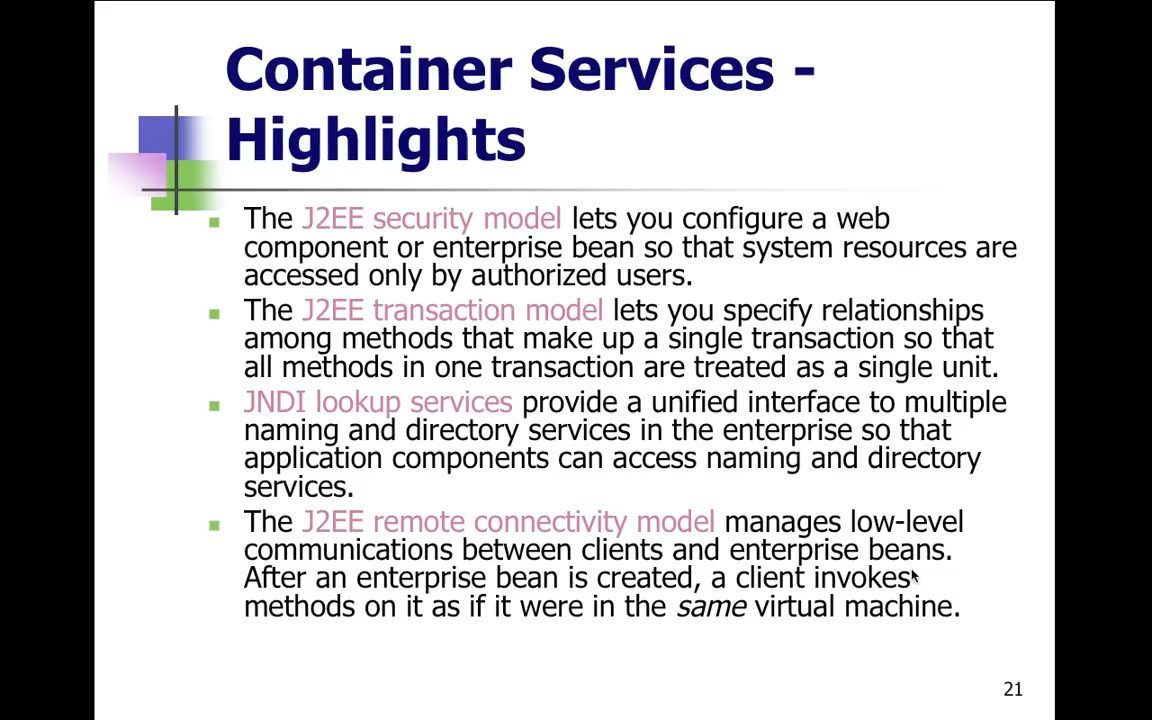 Container Services -
Highlights
The J2EE security model lets you configure a web
component or enterprise bean so that system resources are
accessed only by authorized users.
The J2EE transaction model lets you specify relationships
among methods that make up a single transaction so that
all methods in one transaction are treated as a single unit.
JNDI lookup services provide a unified interface to multiple
naming and directory services in the enterprise so that
application components can access naming and directory
services.
The J2EE remote connectivity model manages low-level
communications between clients and enterprise beans.
After an enterprise bean is created, a client invokes
methods on it as if it were in the same virtual machine.
21